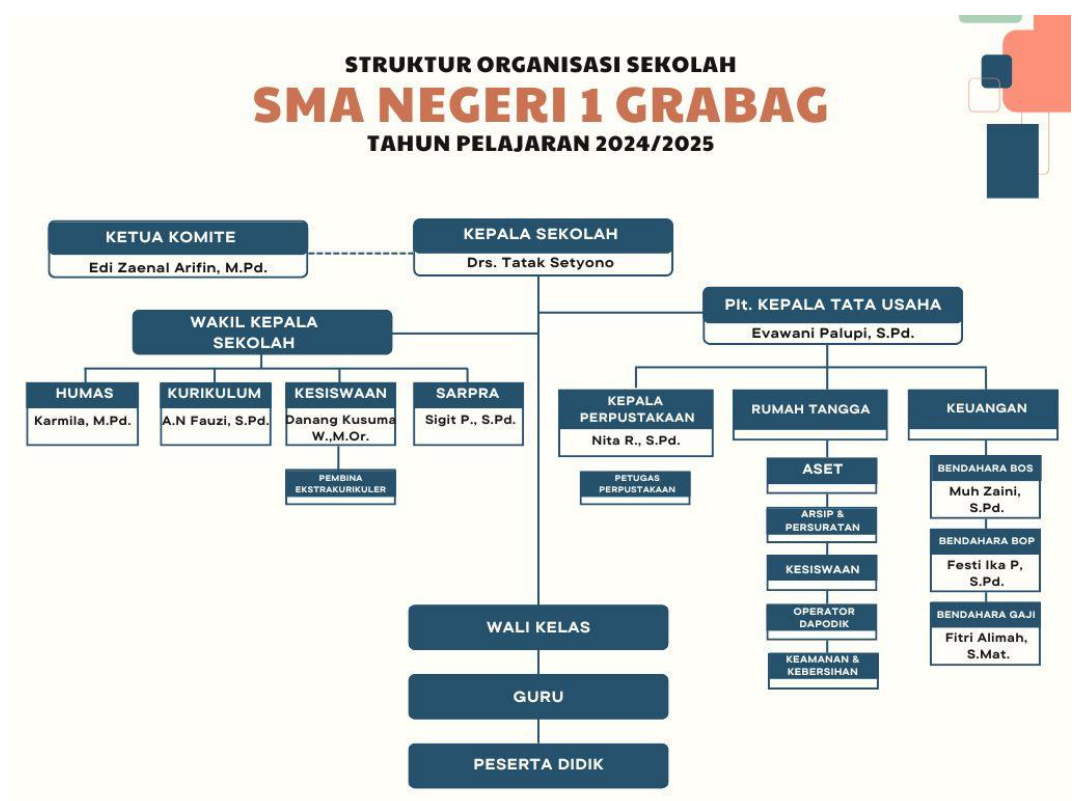 STRUKTUR ORGANISASI SEKOLAH
SMA NEGERI 1 GRABAG
TAHUN PELAJARAN 2024/2025
KETUA KOMITE
Edi Zaenal Arifin, M.Pd.
KEPALA SEKOLAH
Drs. Tatak Setyono
Plt. KEPALA TATA USAHA
Evawani Palupi, S.Pd.
WAKIL KEPALA
SEKOLAH
HUMAS
Karmila, M.Pd.
KURIKULUM
A.N Fauzi, S.Pd.
KESISWAAN
Danang Kusuma
W.,M.Or.
SARPRA
Sigit P., S.Pd.
PEMBINA
EKSTRAKURIKULER
KEPALA
PERPUSTAKAAN
Nita R., S.Pd.
PETUGAS
PERPUSTAKAAN
RUMAH TANGGA
ASET
ARSIP &
PERSURATAN
KESISWAAN
OPERATOR
DAPODIK
KEAMANAN &
KEBERSIHAN
KEUANGAN
BENDAHARA BOS
Muh Zaini,
S.Pd.
BENDAHARA BOP
Festi Ika P,
S.Pd.
BENDAHARA GAJI
Fitri Alimah,
S.Mat.
WALI KELAS
GURU
PESERTA DIDIK